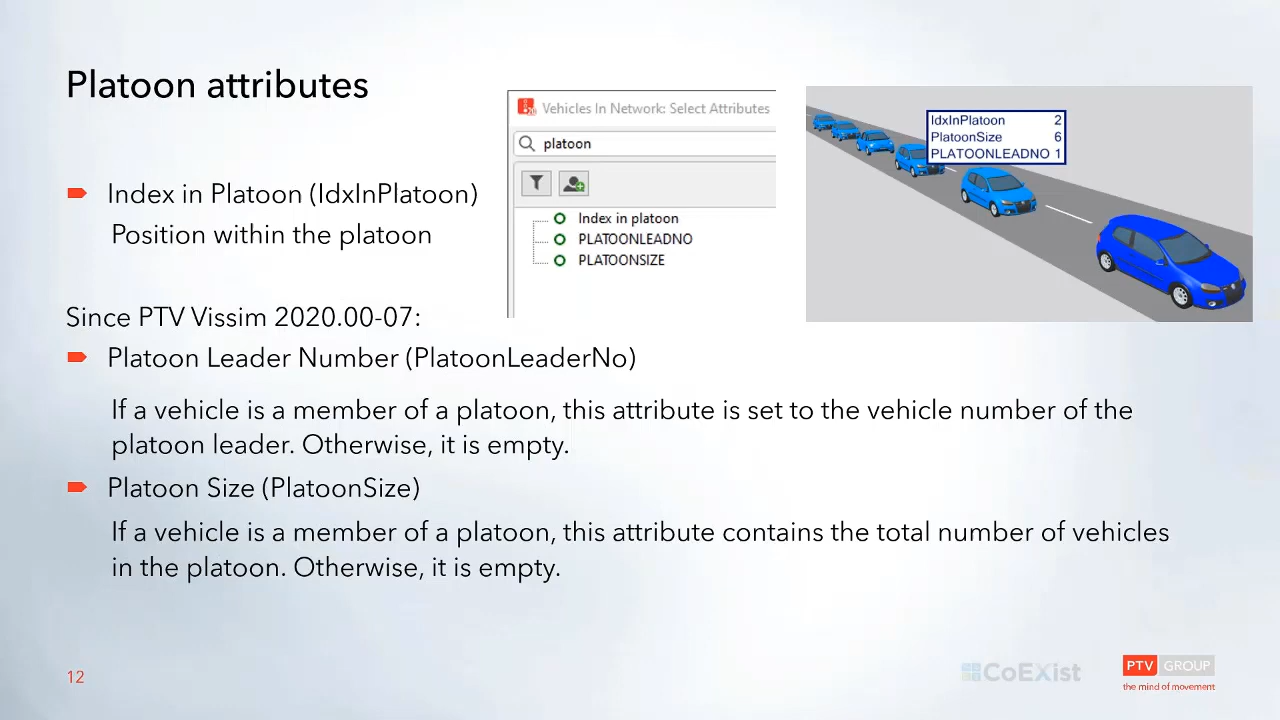 Platoon attributes
Index in Platoon (IdxInPlatoon)
Position within the platoon
Vehicles In Network: Select Attributes
platoon
Index in platoon
PLATOONLEADNO
PLATOONSIZE
IdxInPlatoon 2
PlatoonSize 6
PLATOONLEADNO 1
Since PTV Vissim 2020.00-07:
Platoon Leader Number (PlatoonLeaderNo)
If a vehicle is a member of a platoon, this attribute is set to the vehicle number of the
platoon leader. Otherwise, it is empty.
Platoon Size (PlatoonSize)
If a vehicle is a member of a platoon, this attribute contains the total number of vehicles
in the platoon. Otherwise, it is empty.
12
CoEXist
PTV GROUP
the mind of movement